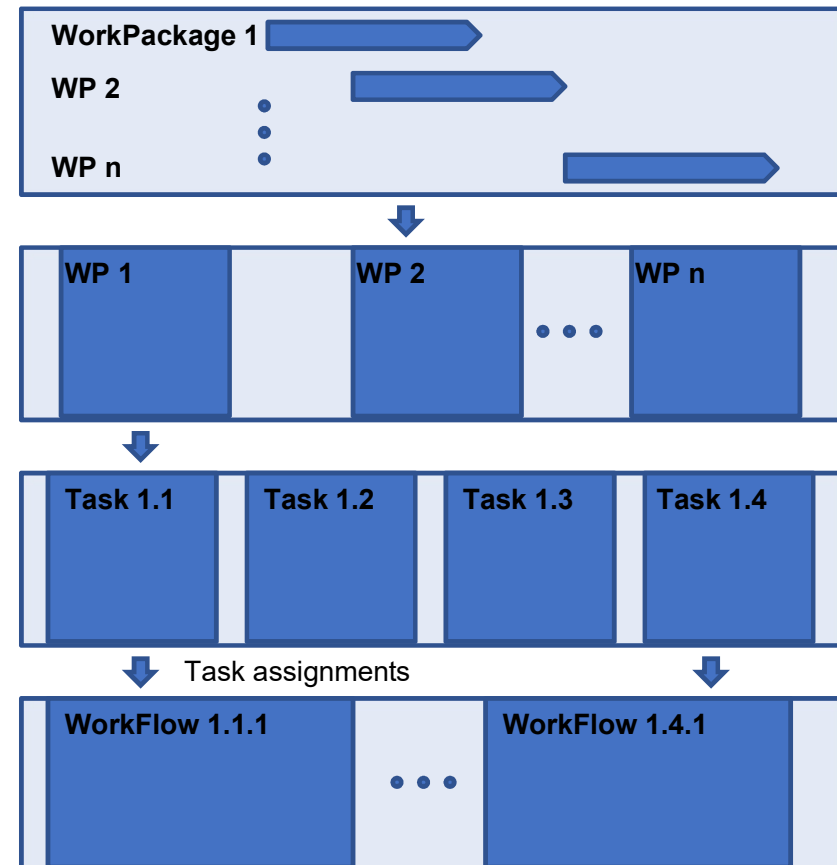 WorkPackage 1
WP 2
WP n
WP 1
WP 2
WP n
Task 1.1
Task 1.2
Task 1.3
Task 1.4
Task assignments
WorkFlow 1.1.1
WorkFlow 1.4.1